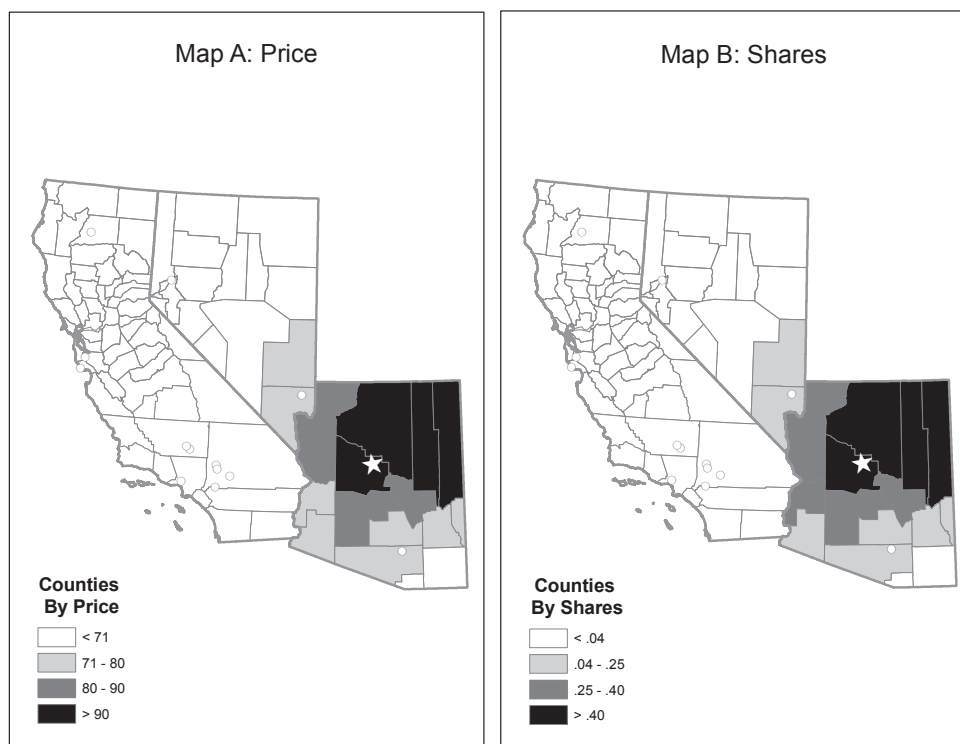 Map A: Price
Counties
By Price
< 71
71 - 80
80 - 90
> 90
Map B: Shares
Counties
By Shares
< .04
.04 - .25
.25 - .40
> .40